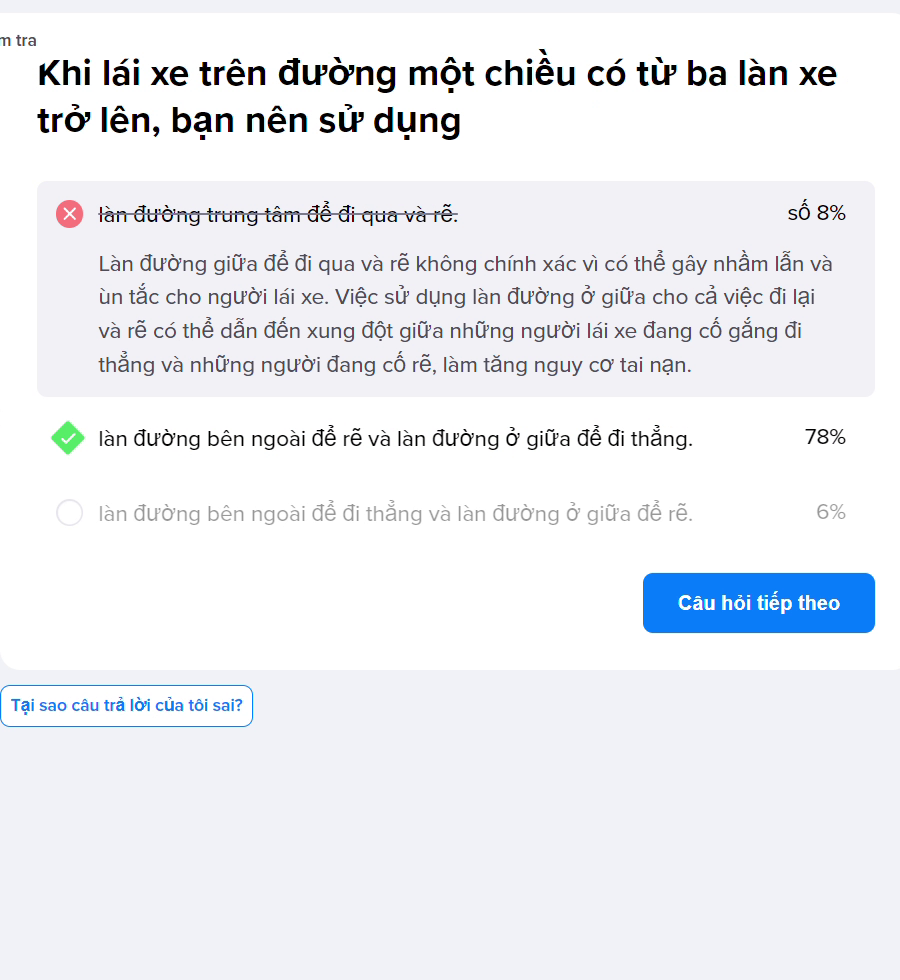 m tra
Khi lái xe trên đường một chiều có từ ba làn xe
trở lên, bạn nên sử dụng
làn đường trung tâm để đi qua và rẽ.
số 8%
Làn đường giữa để đi qua và rẽ không chính xác vì có thể gây nhầm lẫn và
ùn tắc cho người lái xe. Việc sử dụng làn đường ở giữa cho cả việc đi lại
và rẽ có thể dẫn đến xung đột giữa những người lái xe đang cố gắng đi
thẳng và những người đang cố rẽ, làm tăng nguy cơ tai nạn.
làn đường bên ngoài để rẽ và làn đường ở giữa để đi thẳng.
78%
làn đường bên ngoài để đi thẳng và làn đường ở giữa để rẽ.
6%
Câu hỏi tiếp theo
Tại sao câu trả lời của tôi sai?